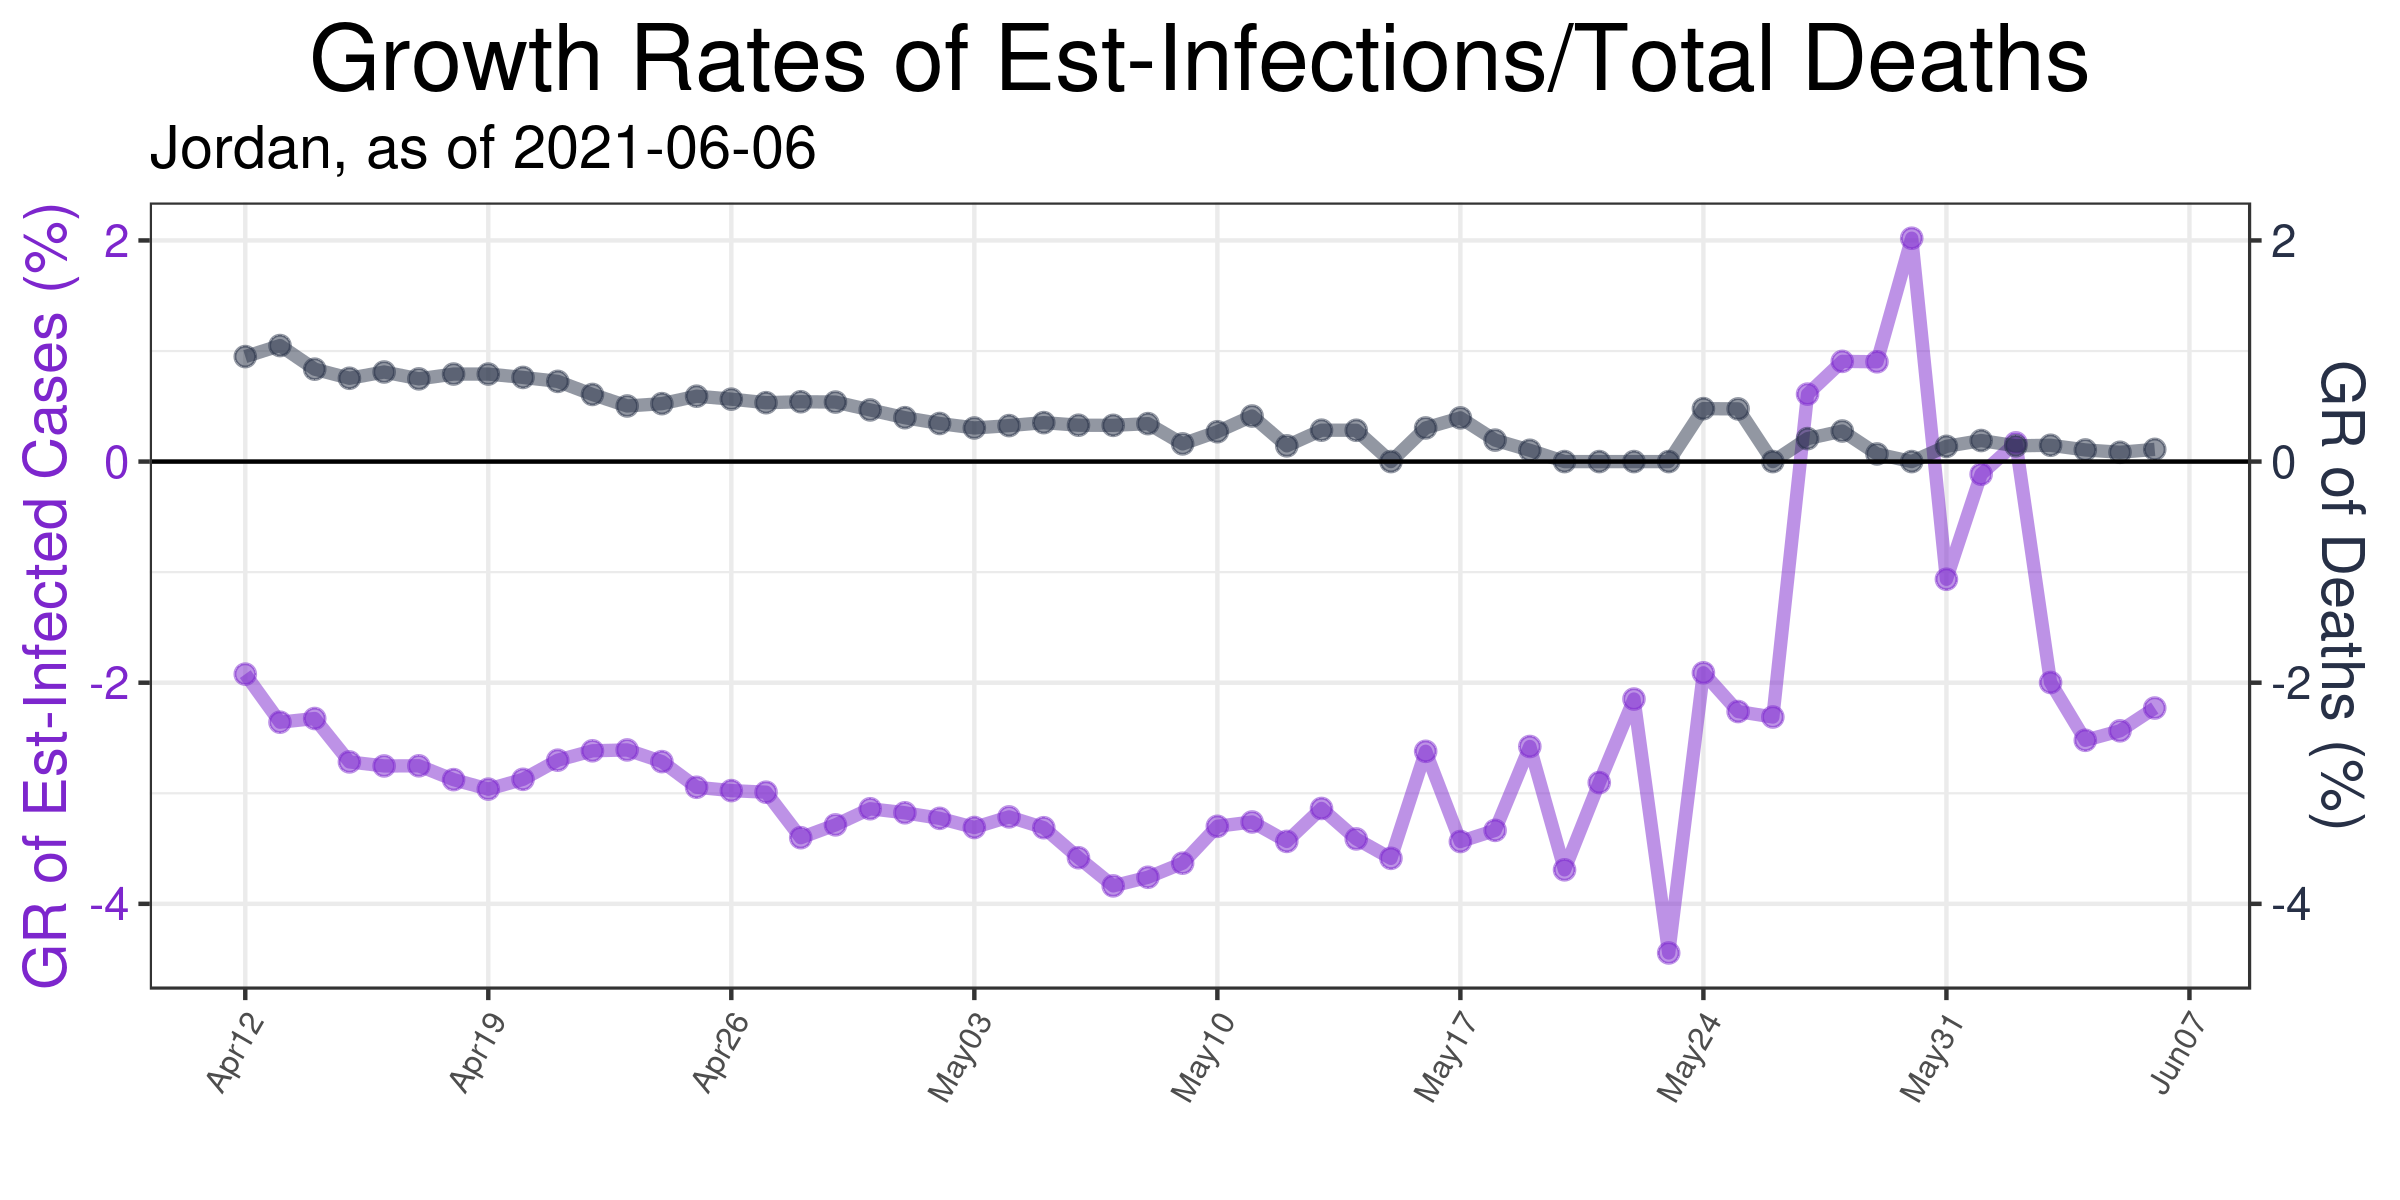 Growth Rates of Est-Infections/Total Deaths
Jordan, as of 2021-06-06
GR of Est-Infected Cases (%)
2
0
-2
-4
2
0
-2
-4
GR of Deaths (%)
Apr12
Apr19
Apr26
May03
May10
May17
May24
May31
Jun07